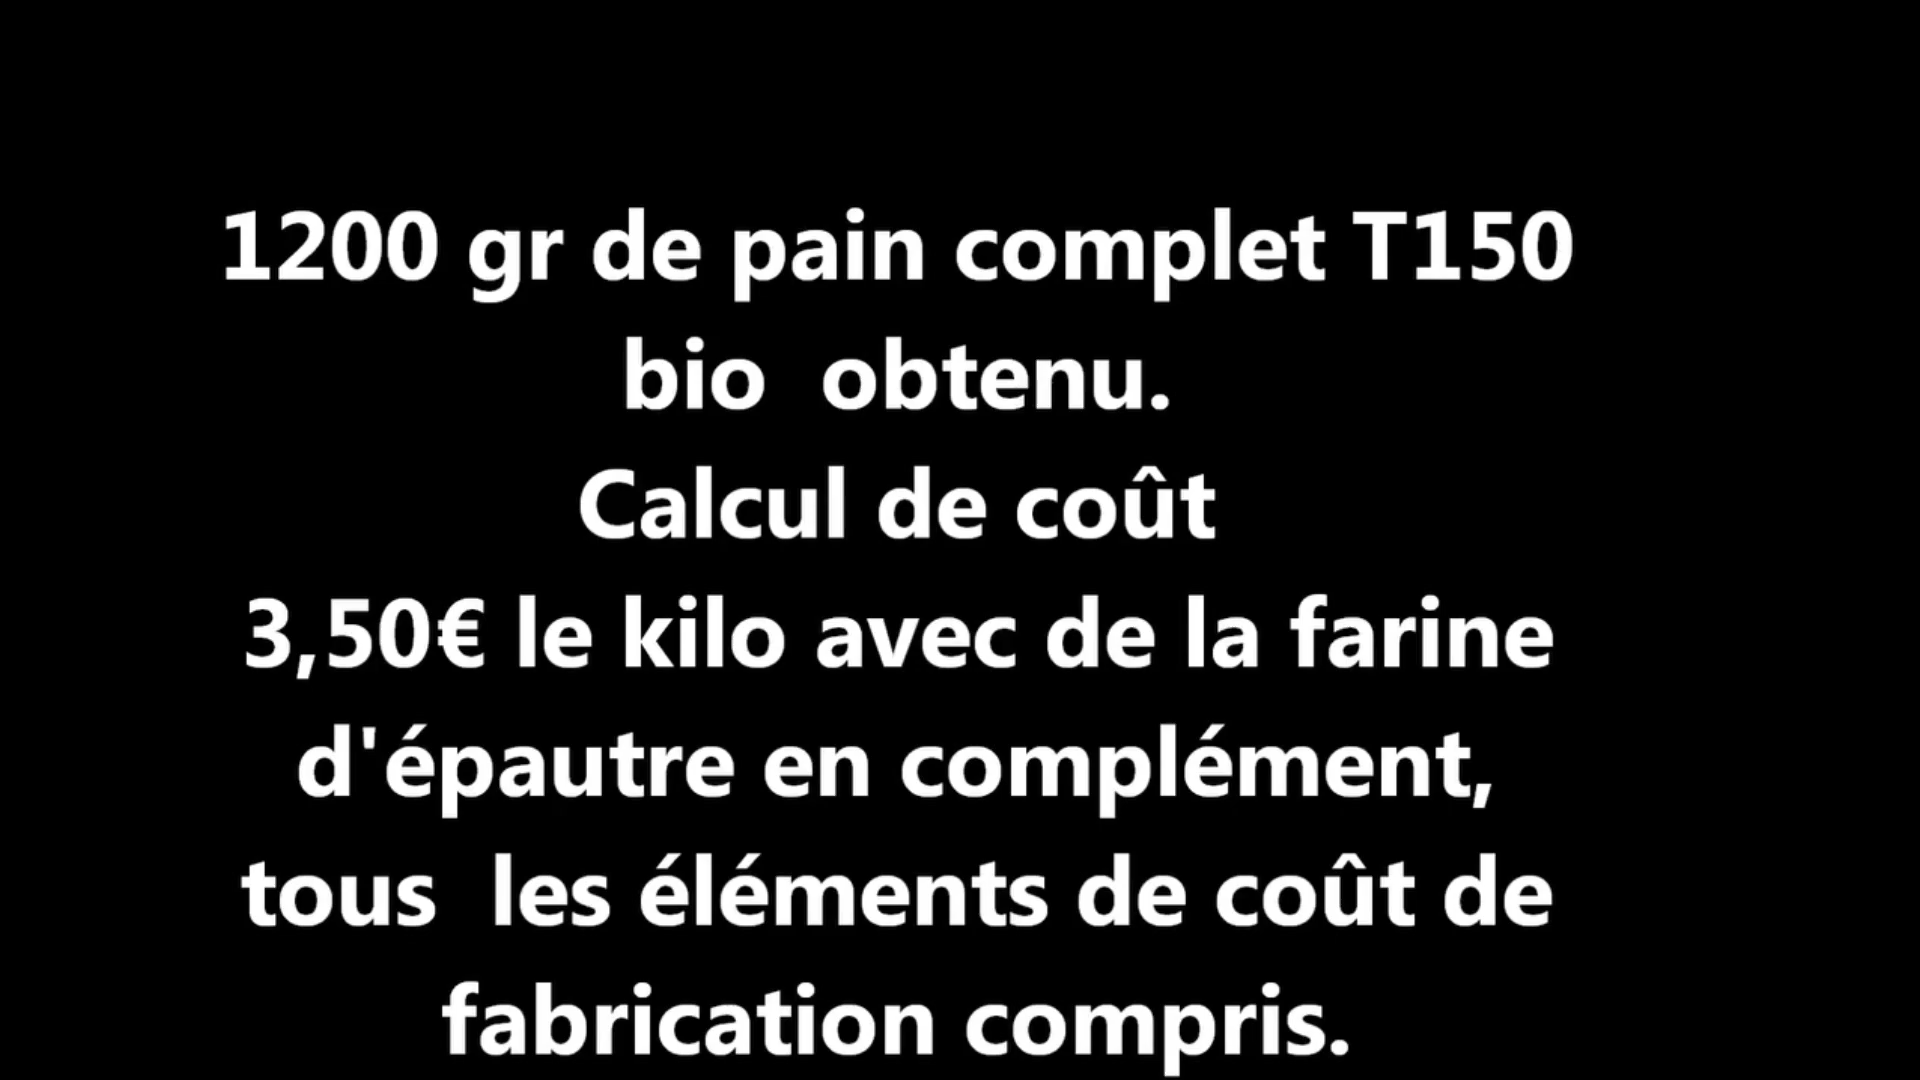 1200 gr de pain complet T150
bio  obtenu.
Calcul de coût
3,50€ le kilo avec de la farine
d'épautre en complément,
tous  les éléments de coût de
fabrication compris.